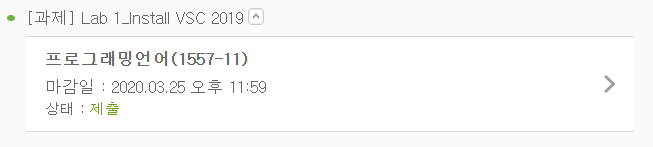 [과제] Lab 1_Install VSC 2019
프로그래밍언어(1557-11)
마감일 : 2020.03.25 오후 11:59
상태 : 제출